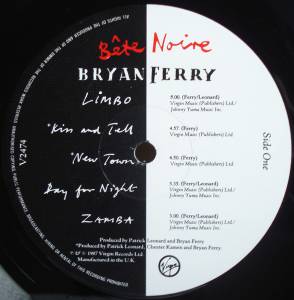 Bête Noire
BRYAN FERRY
LIMBO
5.00. (Ferry/Leonard)
Virgin Music (Publishers) Ltd./
Johnny Yuma Music Inc.
*Kiss and Tell
4.57. (Ferry)
Virgin Music (Publishers) Ltd.
*New Town
4.50. (Ferry)
Virgin Music (Publishers) Ltd.
Day for Night
5.35. (Ferry/Leonard)
Virgin Music (Publishers) Ltd./
Johnny Yuma Music Inc.
ZAMBA
3.00. (Ferry/Leonard)
Virgin Music (Publishers) Ltd./
Johnny Yuma Music Inc.
V2474
Side One
Produced by Patrick Leonard and Bryan Ferry.
*Produced by Patrick Leonard, Chester Kamen and Bryan Ferry.
℗ & © 1987 Virgin Records Ltd.
Manufactured in the U.K.
Virgin